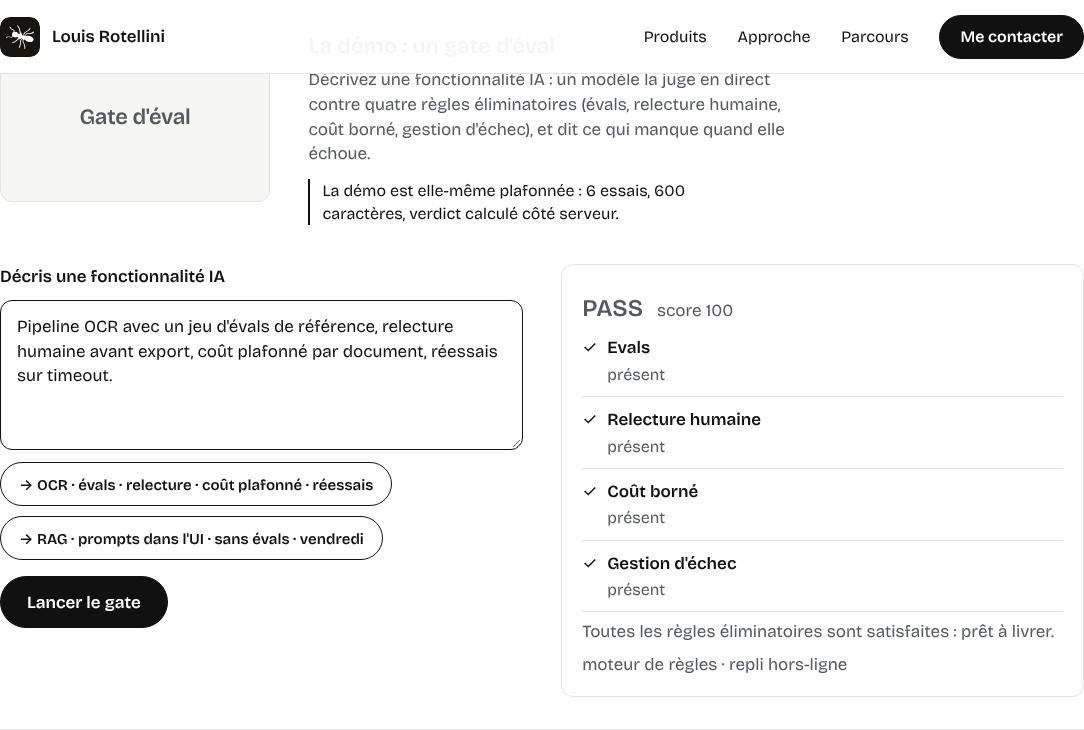 Louis Rotellini
Produits
Approche
Parcours
Me contacter
La démo : un gate d'éval
Gate d'éval
Décrivez une fonctionnalité IA : un modèle la juge en direct
contre quatre règles éliminatoires (évals, relecture humaine,
coût borné, gestion d'échec), et dit ce qui manque quand elle
échoue.
La démo est elle-même plafonnée : 6 essais, 600
caractères, verdict calculé côté serveur.
Décris une fonctionnalité IA
Pipeline OCR avec un jeu d'évals de référence, relecture
humaine avant export, coût plafonné par document, réessais
sur timeout.
→ OCR · évals · relecture · coût plafonné · réessais
→ RAG · prompts dans l'UI · sans évals · vendredi
Lancer le gate
PASS score 100
✓ Evals
présent
✓ Relecture humaine
présent
✓ Coût borné
présent
✓ Gestion d'échec
présent
Toutes les règles éliminatoires sont satisfaites : prêt à livrer.
moteur de règles · repli hors-ligne